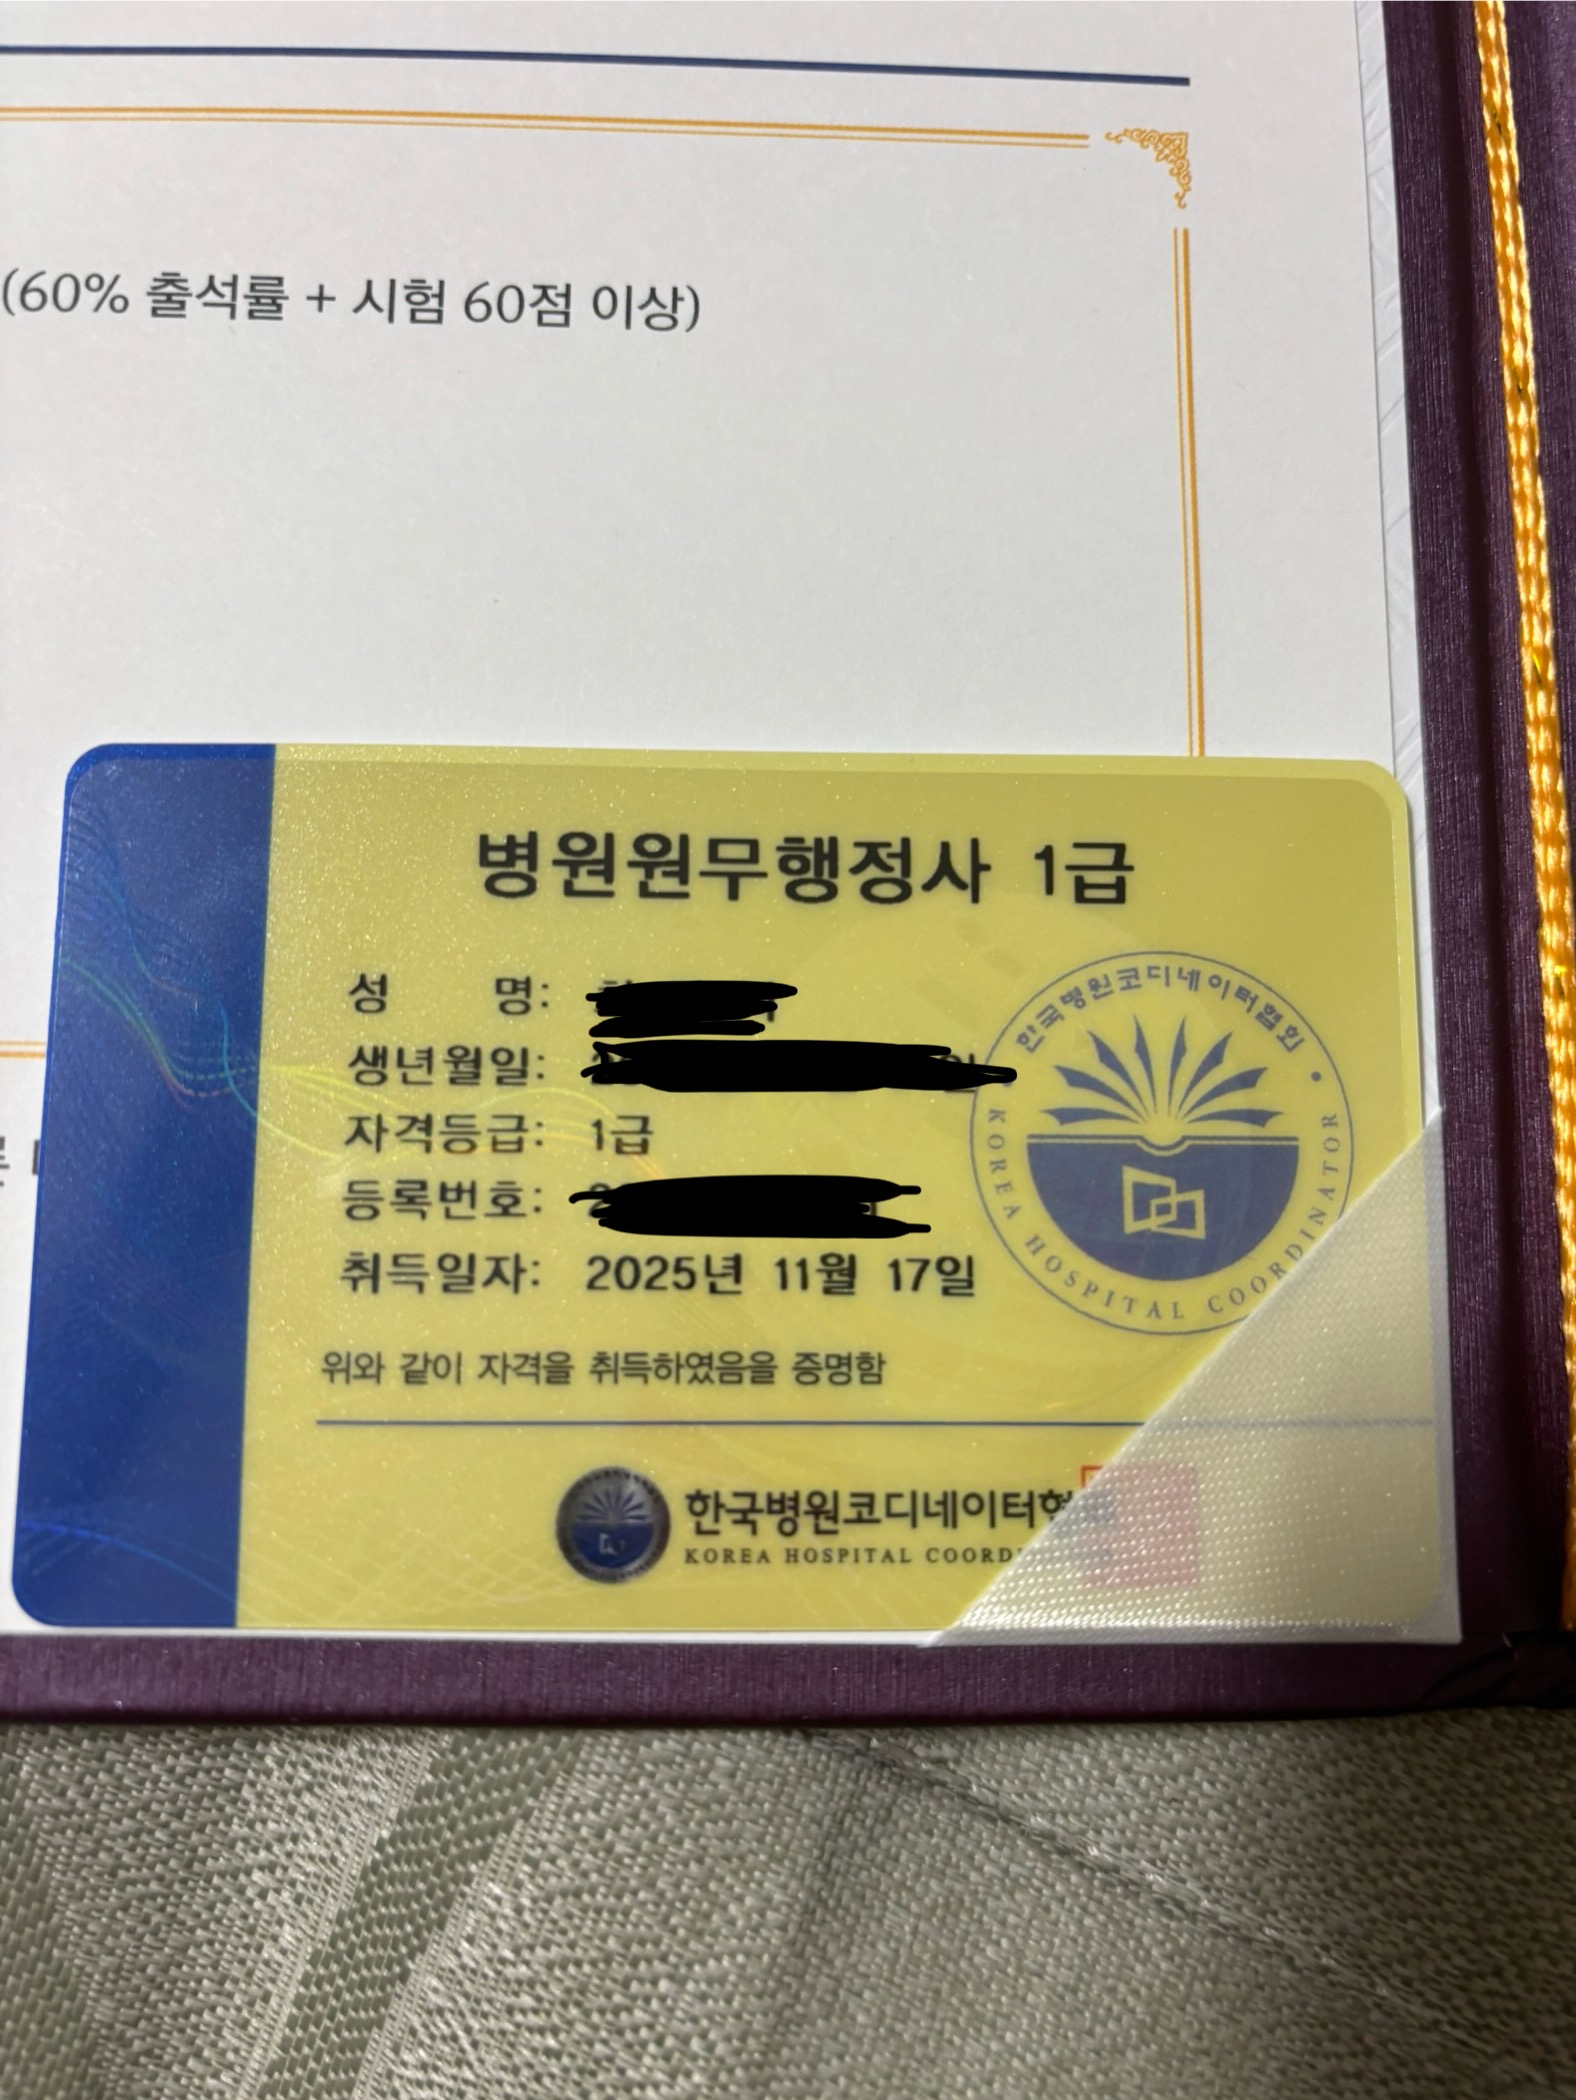 (60% 출석률 + 시험 60점 이상)
병원원무행정사 1급
성 명:
생년월일:
자격등급: 1급
등록번호:
취득일자: 2025년 11월 17일
위와 같이 자격을 취득하였음을 증명함
한국병원코디네이터협회
KOREA HOSPITAL COORDINATOR
한국병원코디네이터협
KOREA HOSPITAL COORD